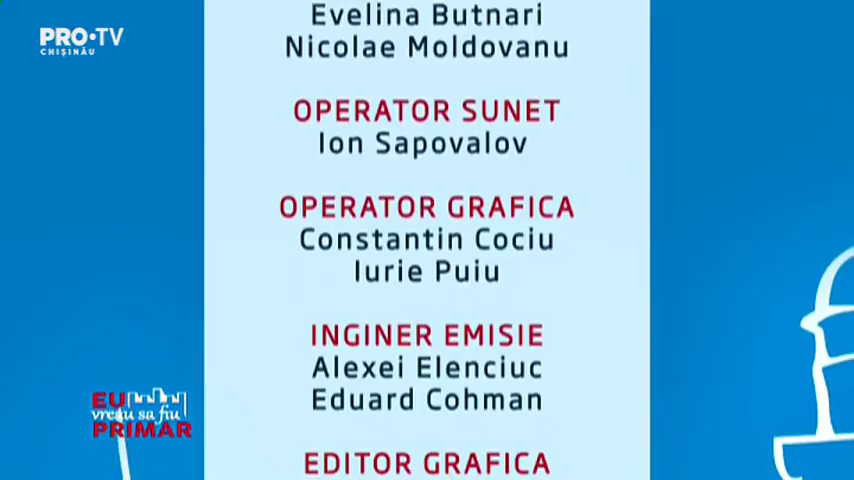 PRO•TV
CHIȘINĂU
Evelina Butnari
Nicolae Moldovanu
OPERATOR SUNET
Ion Sapovalov
OPERATOR GRAFICA
Constantin Cociu
Iurie Puiu
INGINER EMISIE
Alexei Elenciuc
Eduard Cohman
EDITOR GRAFICA
EU
vreau sa fiu
PRIMAR